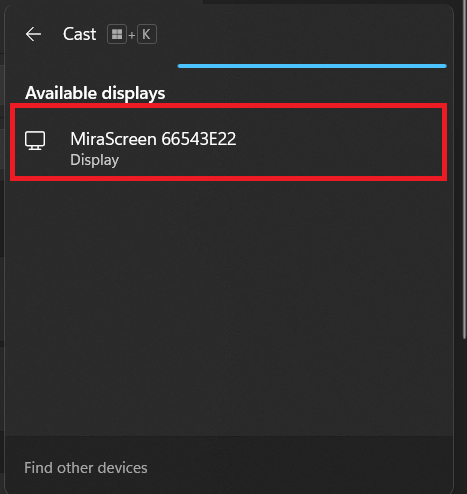 Cast + K
Available displays
MiraScreen 66543E22
Display
Find other devices